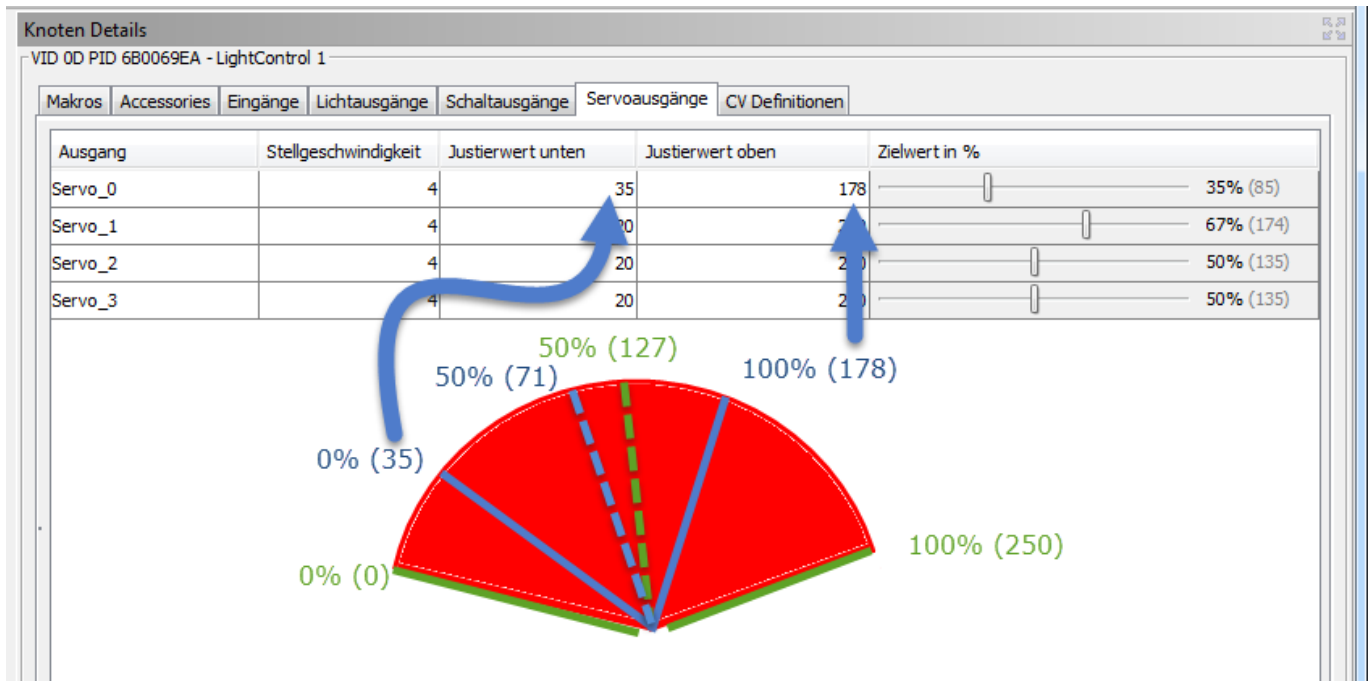 Knoten Details
VID 0D PID 6B0069EA - LightControl 1
Makros Accessories Eingänge Lichtausgänge Schaltausgänge Servoausgänge CV Definitionen
Ausgang Stellgeschwindigkeit Justierwert unten Justierwert oben Zielwert in %
Servo_0 4 35 178 35% (85)
Servo_1 4 20 67% (174)
Servo_2 4 20 50% (135)
Servo_3 4 20 50% (135)
50% (127)
50% (71)
100% (178)
0% (35)
100% (250)
0% (0)